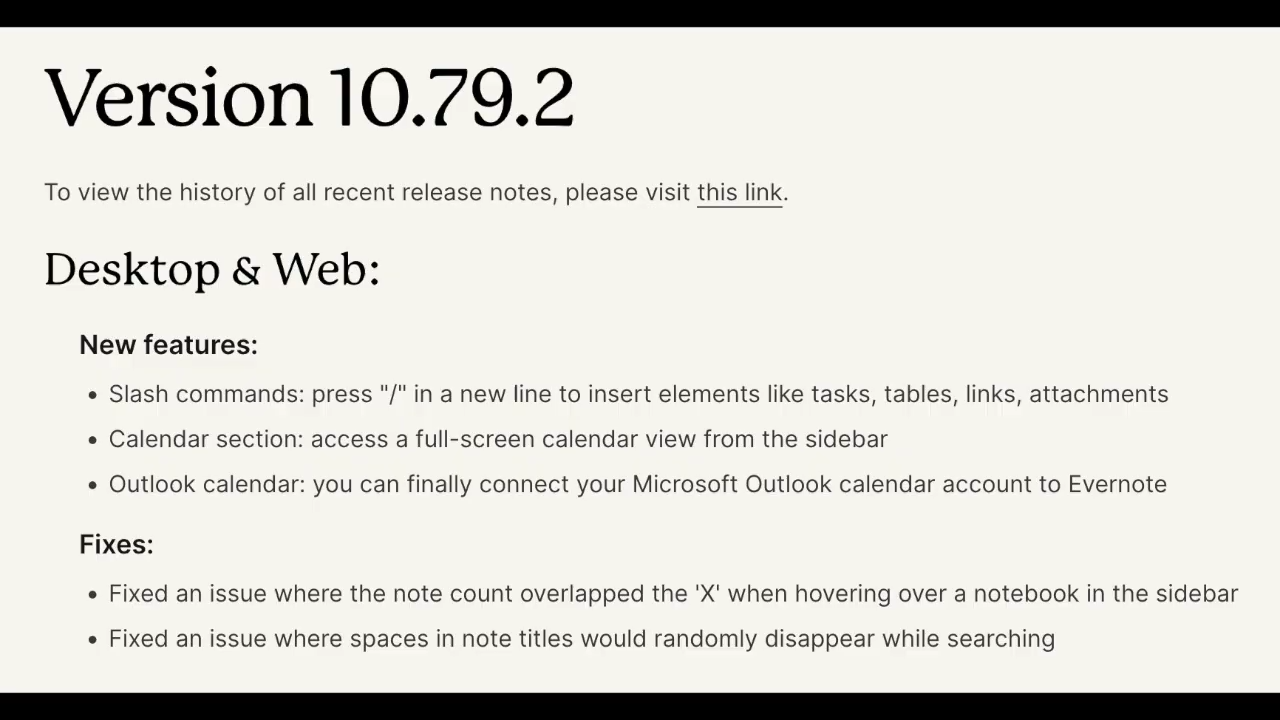 Version 10.79.2
To view the history of all recent release notes, please visit this link.
Desktop & Web:
New features:
• Slash commands: press "/" in a new line to insert elements like tasks, tables, links, attachments
• Calendar section: access a full-screen calendar view from the sidebar
• Outlook calendar: you can finally connect your Microsoft Outlook calendar account to Evernote
Fixes:
• Fixed an issue where the note count overlapped the 'X' when hovering over a notebook in the sidebar
• Fixed an issue where spaces in note titles would randomly disappear while searching